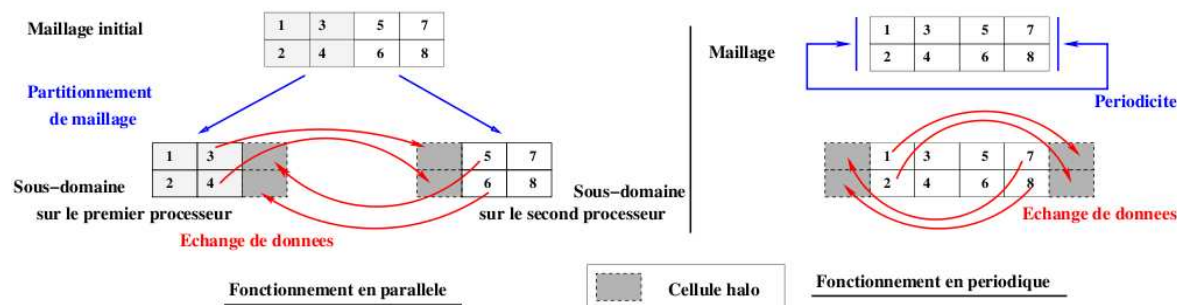 Maillage initial
1 3 5 7
2 4 6 8
Partitionnement
de maillage
1 3
2 4
5 7
6 8
Sous-domaine
sur le premier processeur
Sous-domaine
sur le second processeur
Echange de donnees
Fonctionnement en parallele
Cellule halo
Maillage
1 3 5 7
2 4 6 8
Periodicite
1 3 5 7
2 4 6 8
Echange de donnees
Fonctionnement en periodique